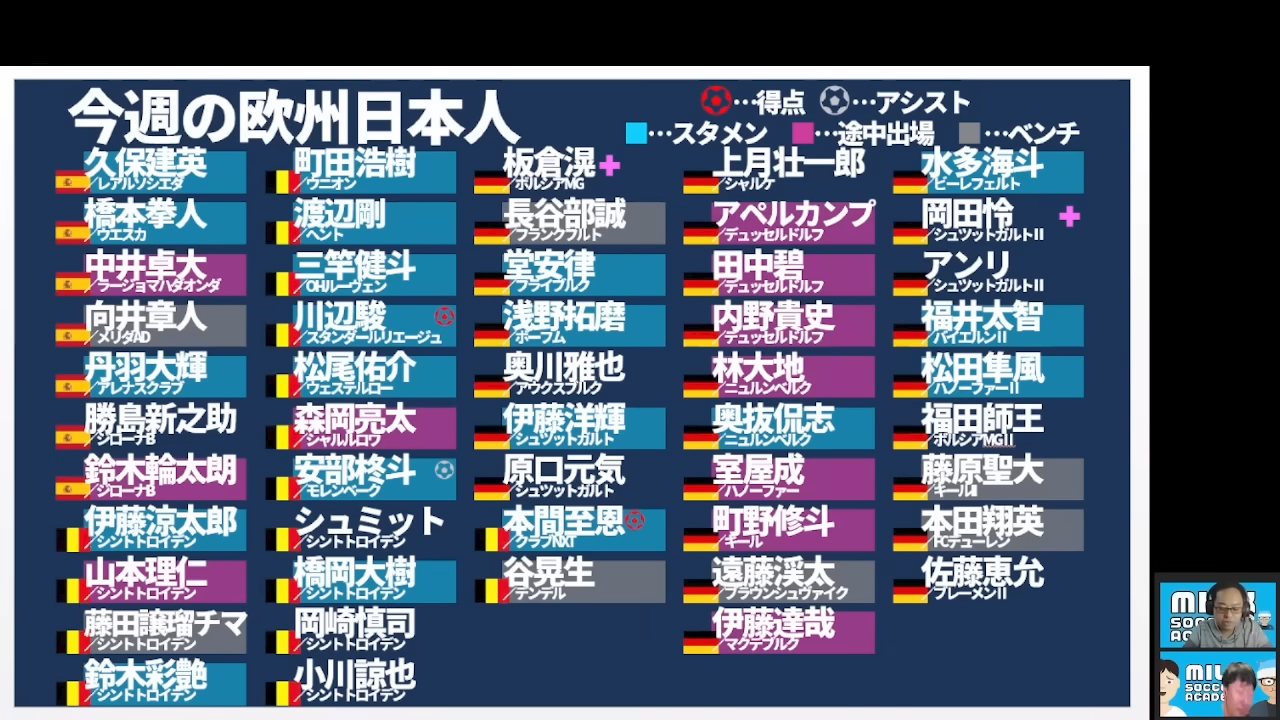 今週の欧州日本人
…得点 …アシスト
…スタメン …途中出場 …ベンチ
久保建英
/レアルソシエダ
橋本拳人
/ウエスカ
中井卓大
/ラージョマハダオンダ
向井章人
/メリダAD
丹羽大輝
/アレナスクラブ
勝島新之助
/ジローナB
鈴木輪太朗
/ジローナB
伊藤涼太郎
/シントトロイデン
山本理仁
/シントトロイデン
藤田譲瑠チマ
/シントトロイデン
鈴木彩艶
/シントトロイデン
町田浩樹
/ウニオン
渡辺剛
/ヘント
三竿健斗
/OHルーヴェン
川辺駿
/スタンダールリエージュ
松尾佑介
/ウェステルロー
森岡亮太
/シャルルロワ
安部柊斗
/モレンベーク
シュミット
/シントトロイデン
橋岡大樹
/シントトロイデン
岡崎慎司
/シントトロイデン
小川諒也
/シントトロイデン
板倉滉
/ボルシアMG
長谷部誠
/フランクフルト
堂安律
/フライブルク
浅野拓磨
/ボーフム
奥川雅也
/アウクスブルク
伊藤洋輝
/シュツットガルト
原口元気
/シュツットガルト
本間至恩
/クラブNXT
谷晃生
/デンデル
上月壮一郎
/シャルケ
アペルカンプ
/デュッセルドルフ
田中碧
/デュッセルドルフ
内野貴史
/デュッセルドルフ
林大地
/ニュルンベルク
奥抜侃志
/ニュルンベルク
室屋成
/ハノーファー
町野修斗
/キール
遠藤渓太
/ブラウンシュヴァイク
伊藤達哉
/マクデブルク
水多海斗
/ビーレフェルト
岡田怜
/シュツットガルトII
アンリ
/シュツットガルトII
福井太智
/バイエルンII
松田隼風
/ハノーファーII
福田師王
/ボルシアMGII
藤原聖大
/キールII
本田翔英
/FCデューレン
佐藤恵允
/ブレーメンII
MI
SOC
AC
MIL
SOCCE
ACADE